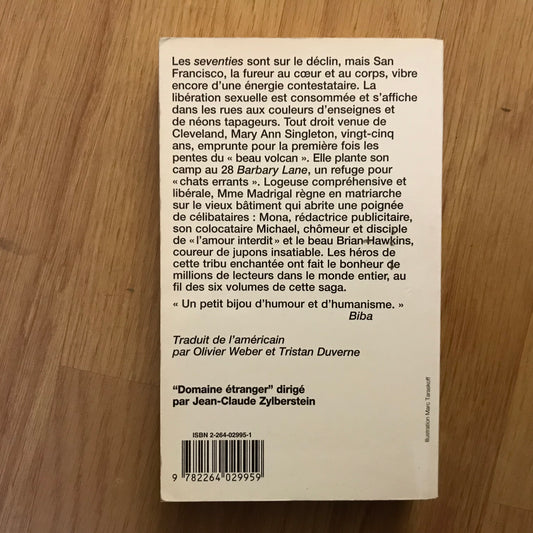 Les seventies sont sur le déclin, mais San
Francisco, la fureur au cœur et au corps, vibre
encore d'une énergie contestataire. La
libération sexuelle est consommée et s'affiche
dans les rues aux couleurs d'enseignes et
de néons tapageurs. Tout droit venue de
Cleveland, Mary Ann Singleton, vingt-cinq
ans, emprunte pour la première fois les
pentes du « beau volcan ». Elle plante son
camp au 28 Barbary Lane, un refuge pour
« chats errants ». Logeuse compréhensive et
libérale, Mme Madrigal règne en matriarche
sur le vieux bâtiment qui abrite une poignée
de célibataires : Mona, rédactrice publicitaire,
son colocataire Michael, chômeur et disciple
de « l'amour interdit » et le beau Brian Hawkins,
coureur de jupons insatiable. Les héros de
cette tribu enchantée ont fait le bonheur de
millions de lecteurs dans le monde entier, au
fil des six volumes de cette saga.
« Un petit bijou d'humour et d'humanisme. »
Biba
Traduit de l'américain
par Olivier Weber et Tristan Duverne
"Domaine étranger" dirigé
par Jean-Claude Zylberstein
ISBN 2-264-02995-1
9 782264 029959
Illustration Marc Taraskoff